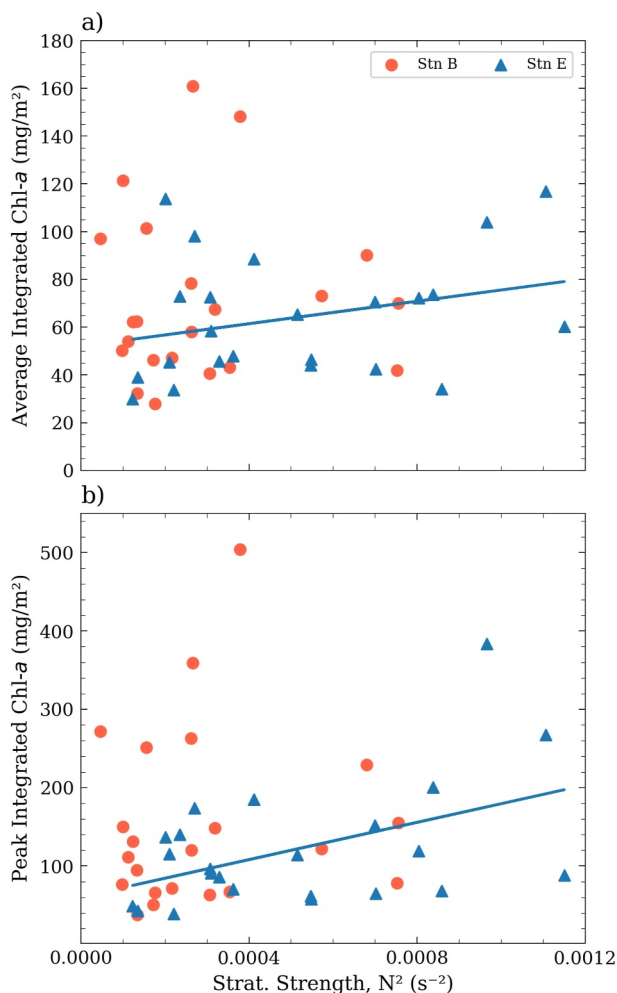 a)
180
160
140
120
100
80
60
40
20
0
Average Integrated Chl-a (mg/m²)
Stn B
Stn E
b)
500
400
300
200
100
Peak Integrated Chl-a (mg/m²)
0.0000
0.0004
0.0008
0.0012
Strat. Strength, N² (s⁻²)